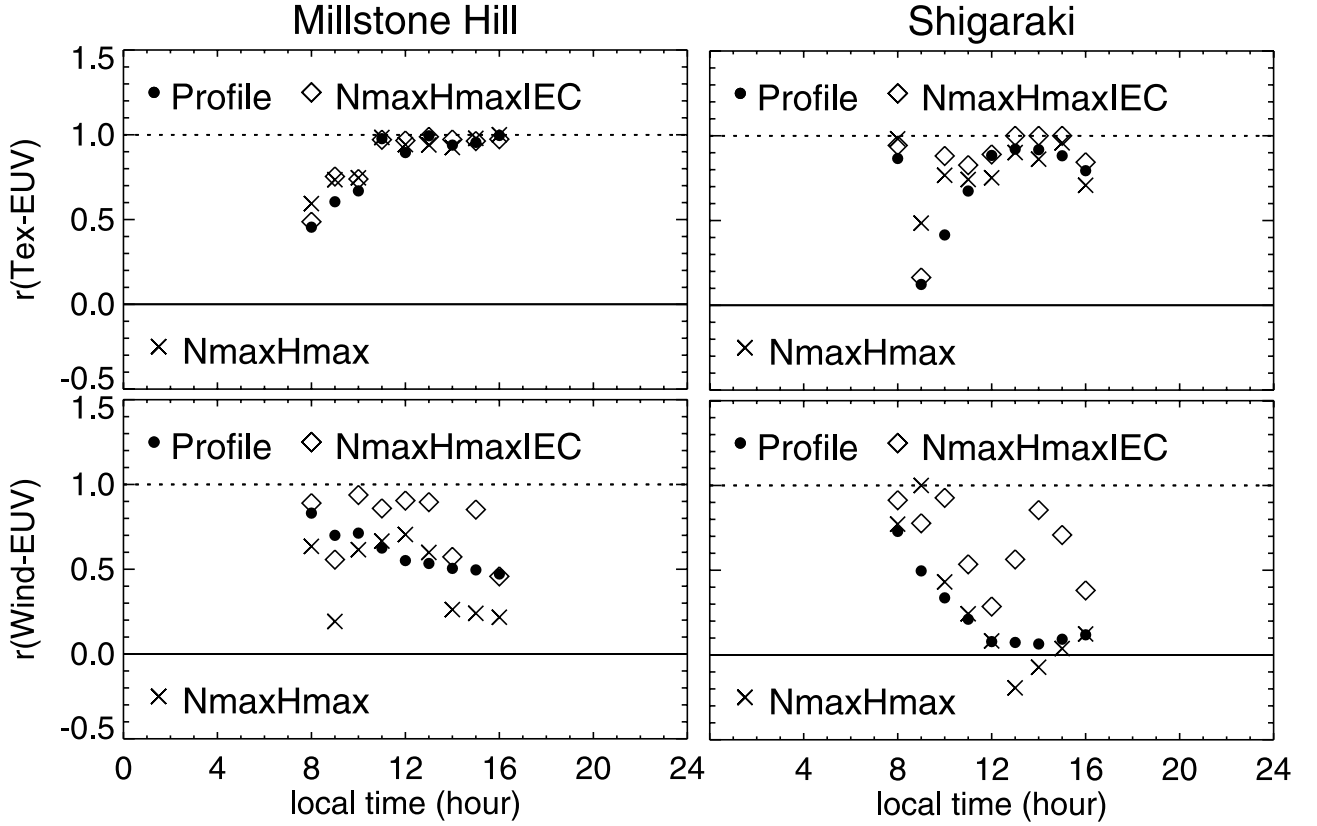 Millstone Hill
Shigaraki
r(Tex-EUV)
1.5
1.0
0.5
0.0
-0.5
Profile NmaxHmaxIEC
NmaxHmax
Profile NmaxHmaxIEC
NmaxHmax
r(Wind-EUV)
1.5
1.0
0.5
0.0
-0.5
Profile NmaxHmaxIEC
NmaxHmax
Profile NmaxHmaxIEC
NmaxHmax
0 4 8 12 16 20 24
4 8 12 16 20 24
local time (hour)
local time (hour)